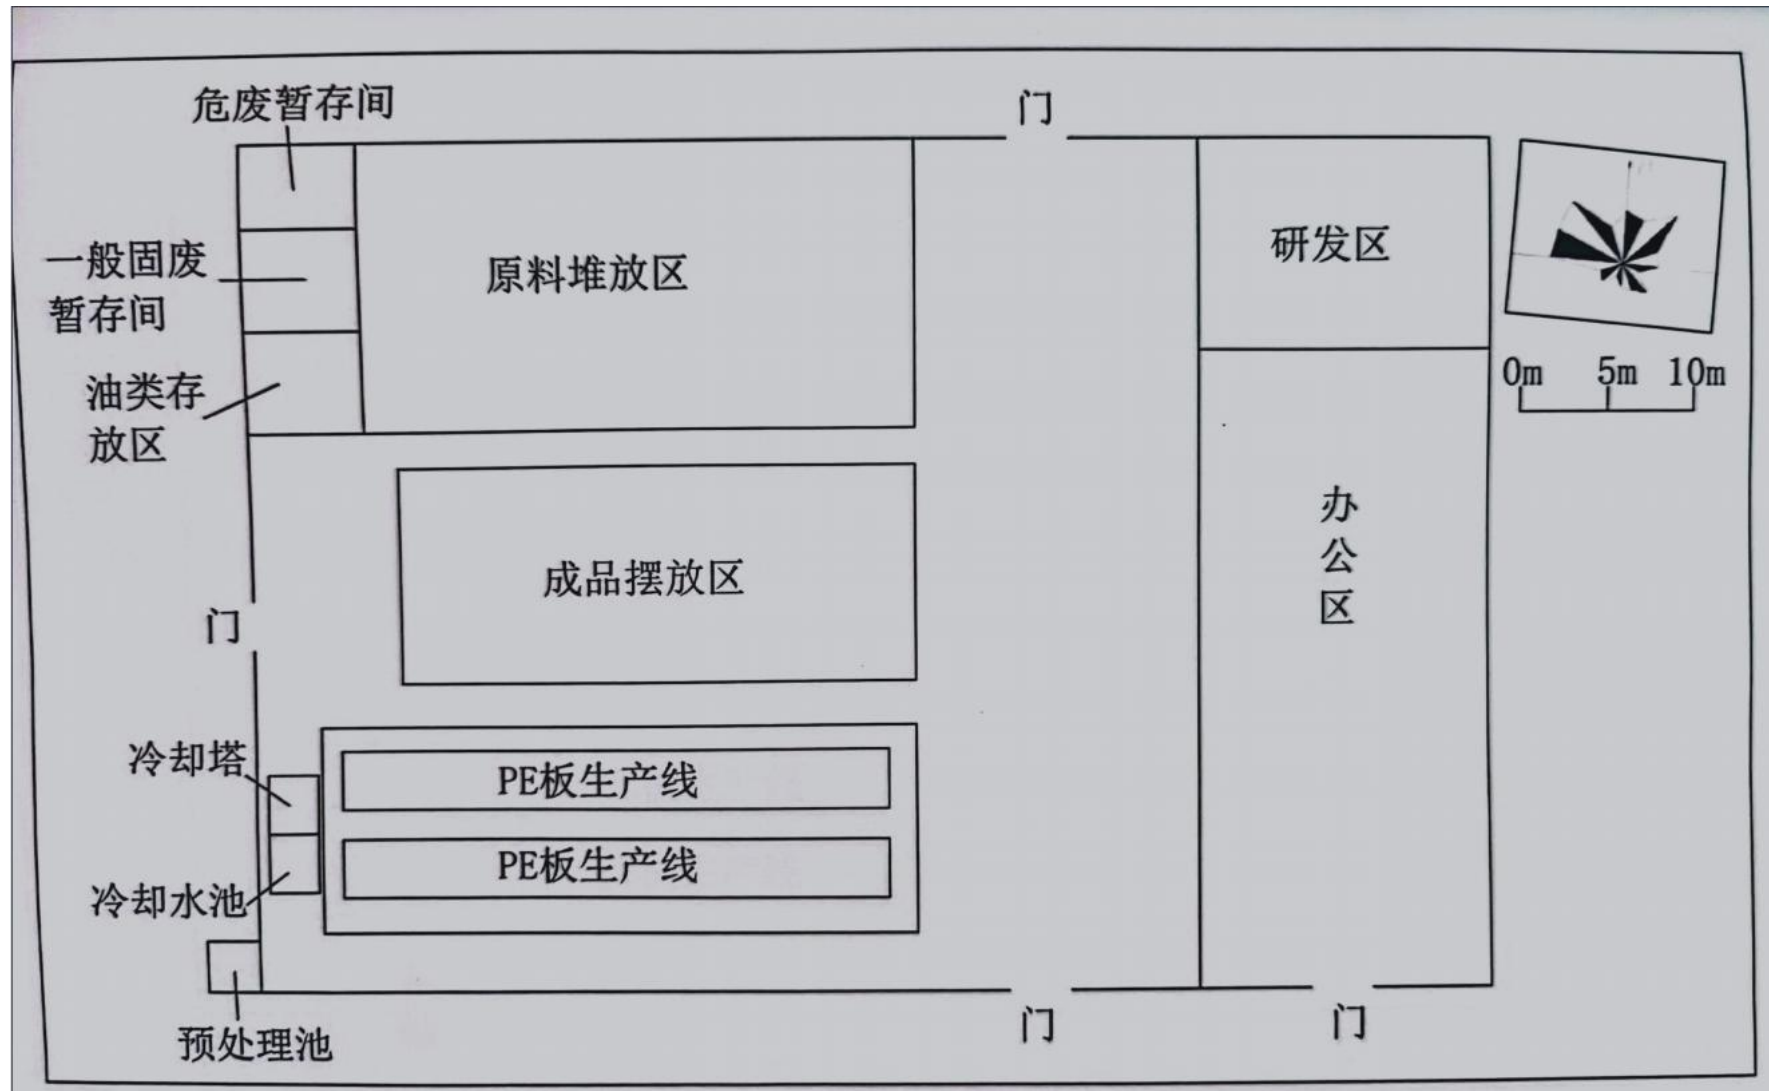 危废暂存间
门
一般固废
暂存间
原料堆放区
研发区
油类存
放区
0m 5m 10m
成品摆放区
办
公
区
门
冷却塔
PE板生产线
PE板生产线
冷却水池
预处理池
门
门